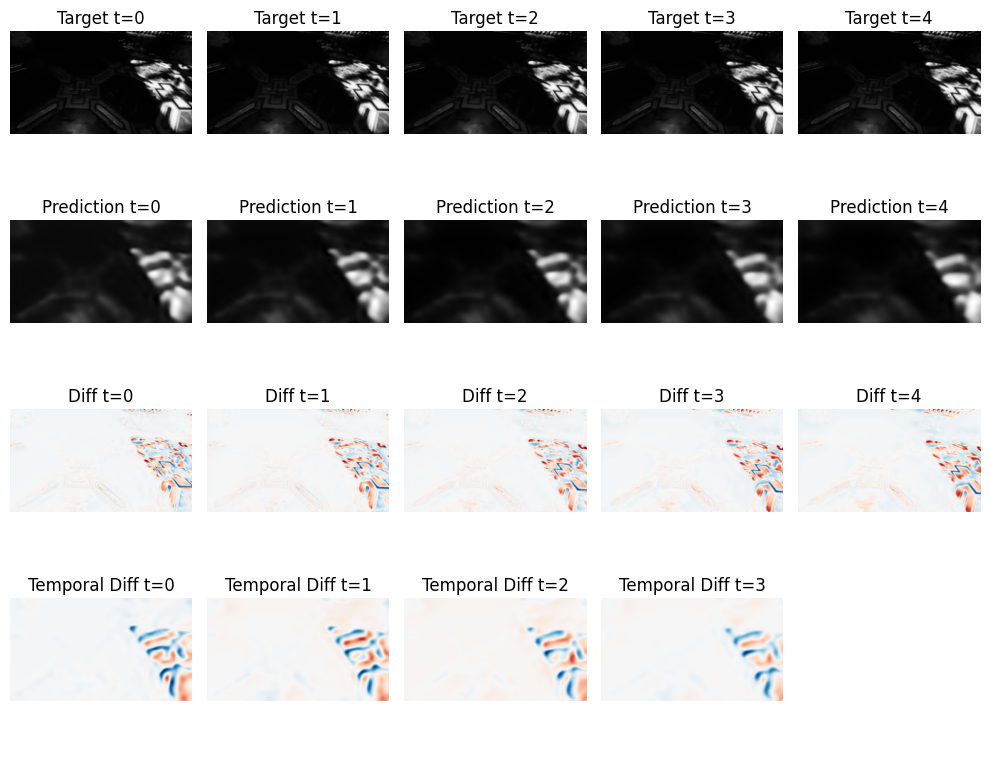 Target t=0 Target t=1 Target t=2 Target t=3 Target t=4
Prediction t=0 Prediction t=1 Prediction t=2 Prediction t=3 Prediction t=4
Diff t=0 Diff t=1 Diff t=2 Diff t=3 Diff t=4
Temporal Diff t=0 Temporal Diff t=1 Temporal Diff t=2 Temporal Diff t=3